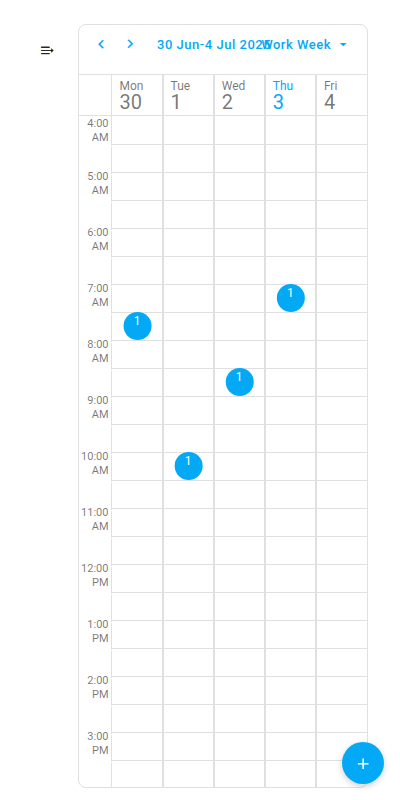 30 Jun-4 Jul 2025 Work Week
Mon Tue Wed Thu Fri
30 1 2 3 4
4:00
AM
5:00
AM
6:00
AM
7:00
AM
1
1
8:00
AM
1
9:00
AM
10:00
AM
1
11:00
AM
12:00
PM
1:00
PM
2:00
PM
3:00
PM
+